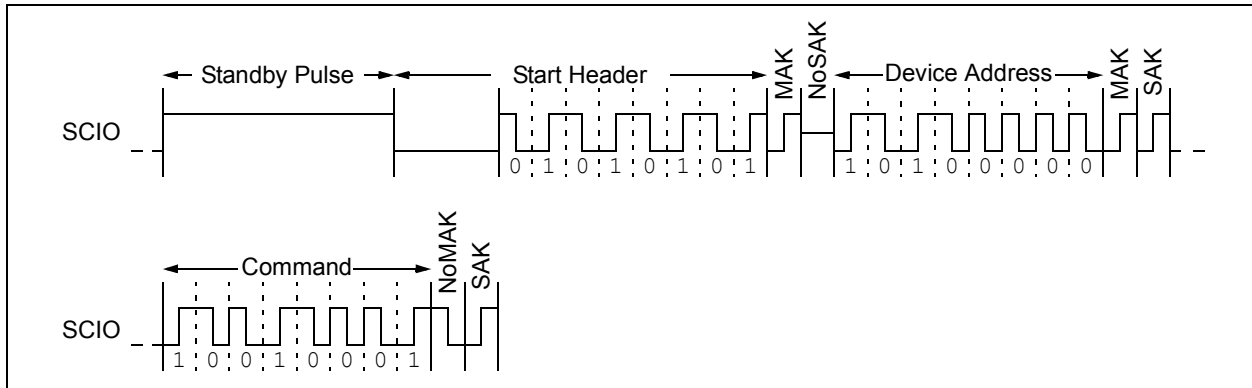 Standby Pulse Start Header MAK NoSAK Device Address MAK SAK
SCIO
0 1 0 1 0 1 0 1 1 0 1 0 0 0 0 0
Command NoMAK SAK
SCIO
1 0 0 1 0 0 0 1